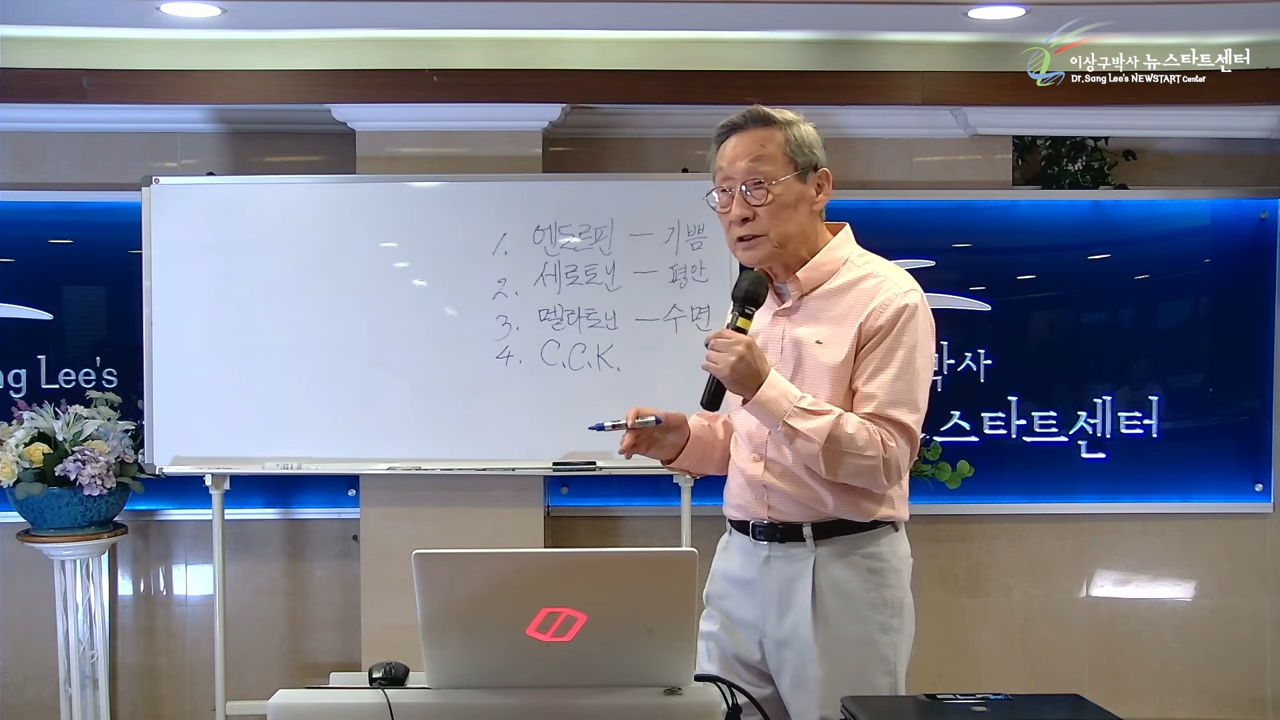 이상구박사 뉴스타트센터
Dr.Sang Lee's NEWSTART Center
1. 엔도르핀 – 기쁨
2. 세로토닌 – 평안
3. 멜라토닌 – 수면
4. C.C.K.
Lee's
박사
스타트센터